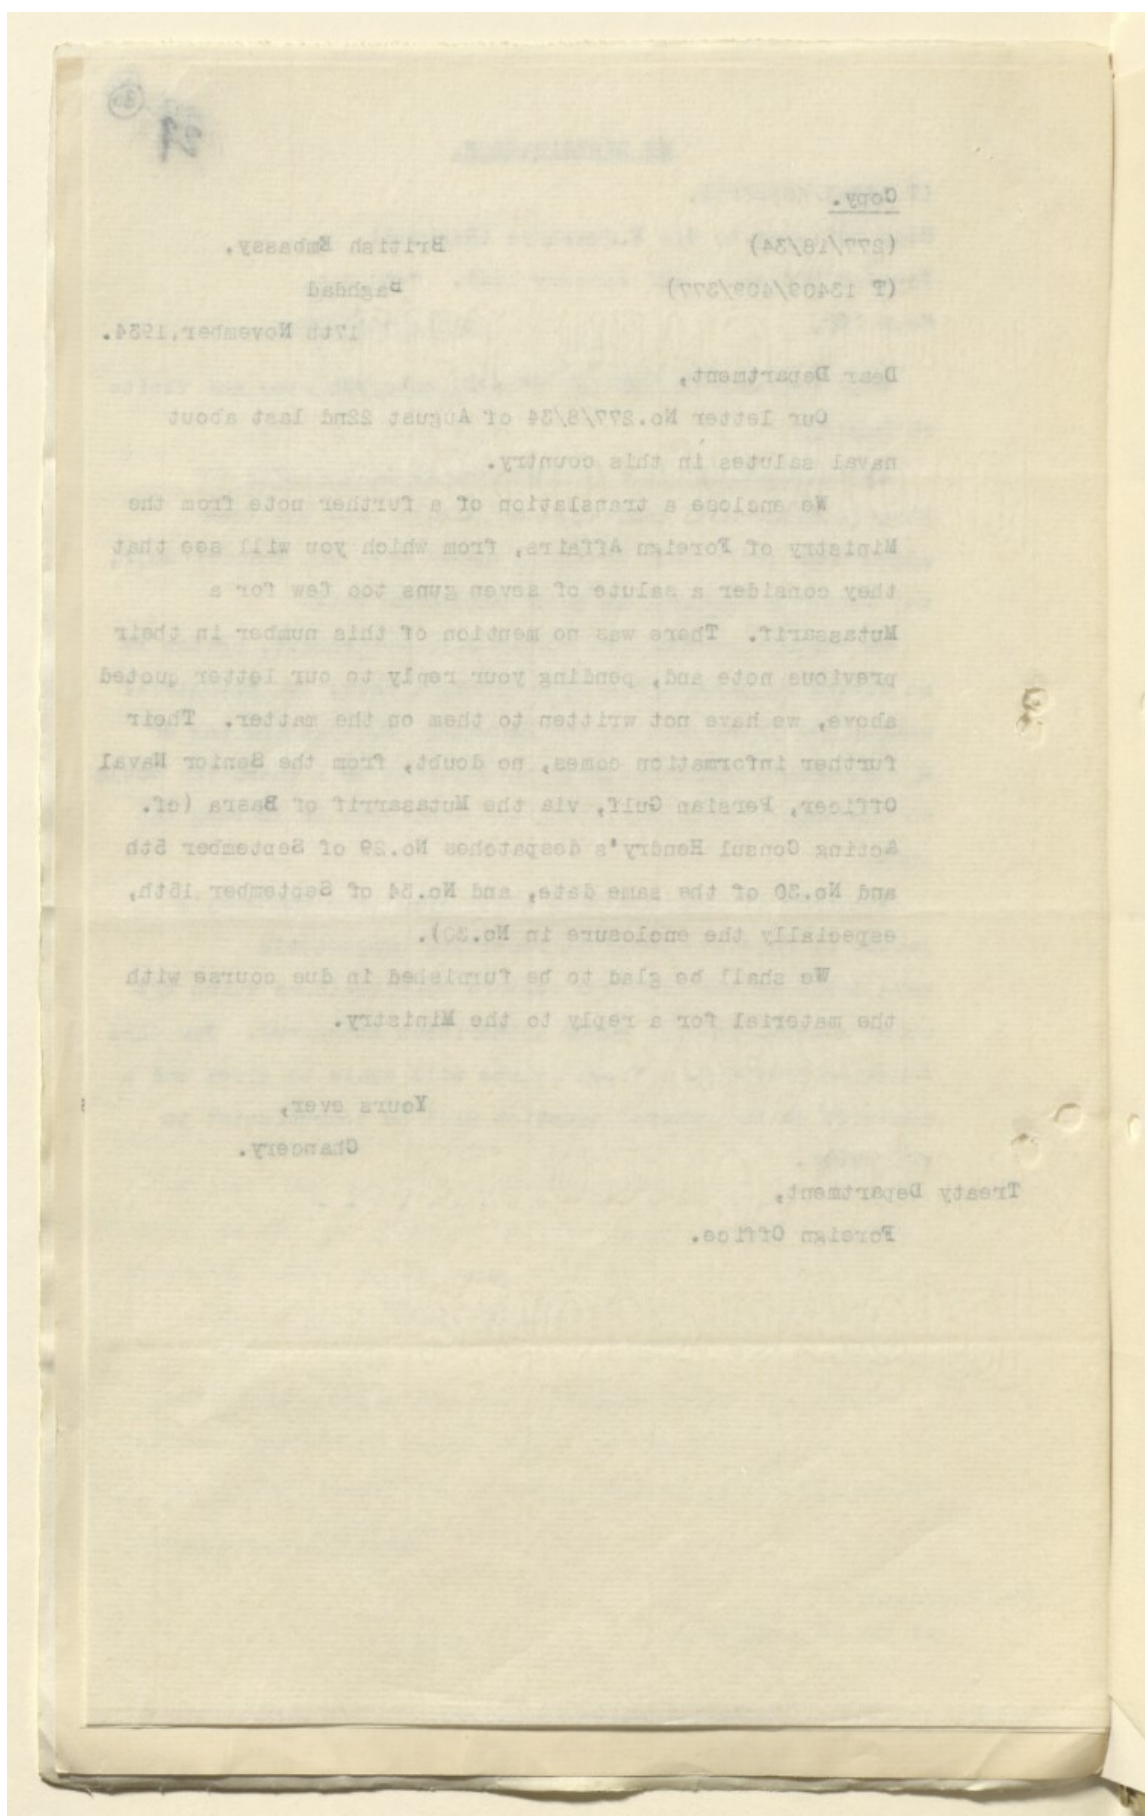 29
Copy.
(277/18/34) British Embassy.
(T 13409/409/377) Baghdad
17th November, 1934.
Dear Department,
Our letter No.277/8/34 of August 22nd last about
naval salutes in this country.
We enclose a translation of a further note from the
Ministry of Foreign Affairs, from which you will see that,
they consider a salute of seven guns too few for a
Mutassarif. There was no mention of this number in their
previous note and, pending your reply to our letter quoted
above, we have not written to them on the matter. Their
further information comes, no doubt, from the Senior Naval
Officer, Persian Gulf, via the Mutasarrif of Basra (cf.
Acting Consul Hendry's despatches No.29 of September 5th
and No.30 of the same date, and No.34 of September 15th,
especially the enclosure in No.30).
We shall be glad to be furnished in due course with
the material for a reply to the Ministry.
Yours ever,
Chancery.
Treaty Department,
Foreign Office.